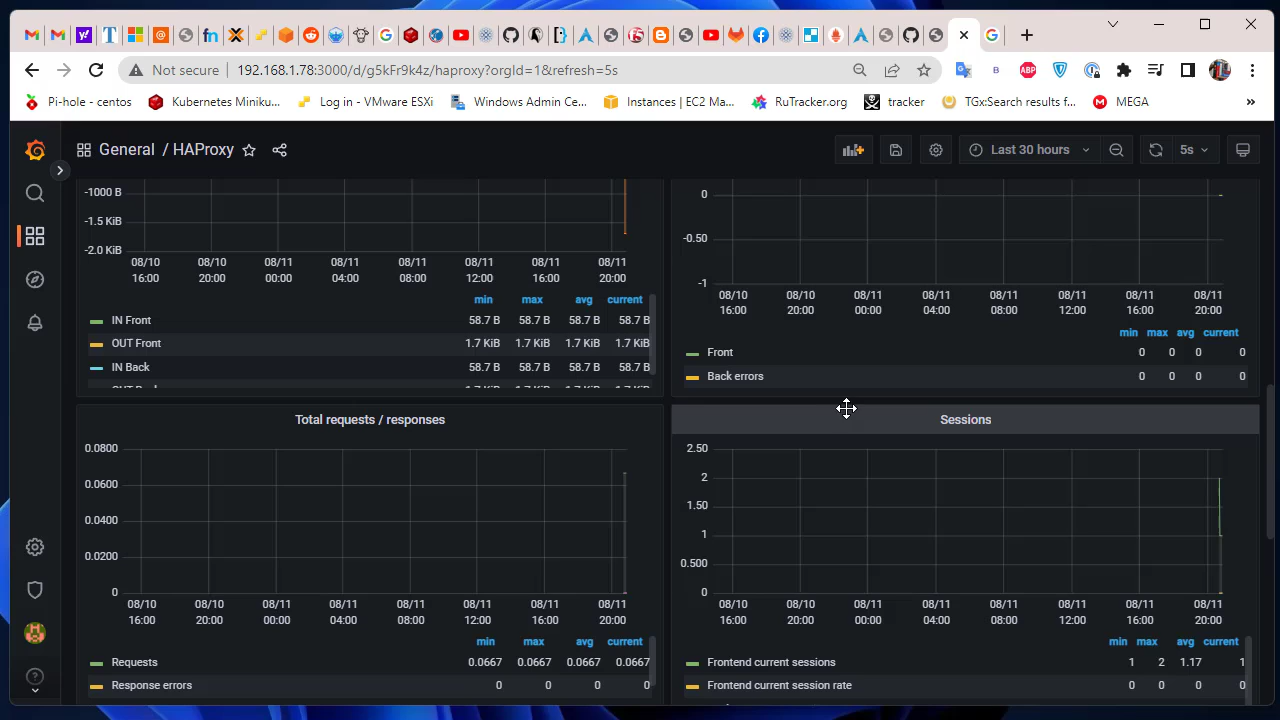 Not secure 192.168.1.78:3000/d/g5kFr9k4z/haproxy?orgId=1&refresh=5s
Pi-hole - centos Kubernetes Miniku... Log in - VMware ESXi Windows Admin Ce... Instances | EC2 Ma... RuTracker.org tracker TGx:Search results f... MEGA »
General / HAProxy Last 30 hours 5s
-1000 B
-1.5 KiB
-2.0 KiB
08/10 08/10 08/11 08/11 08/11 08/11 08/11 08/11
16:00 20:00 00:00 04:00 08:00 12:00 16:00 20:00
min max avg current
IN Front 58.7 B 58.7 B 58.7 B 58.7 B
OUT Front 1.7 KiB 1.7 KiB 1.7 KiB 1.7 KiB
IN Back 58.7 B 58.7 B 58.7 B 58.7 B
0
-0.50
-1
08/10 08/10 08/11 08/11 08/11 08/11 08/11 08/11
16:00 20:00 00:00 04:00 08:00 12:00 16:00 20:00
min max avg current
Front 0 0 0 0
Back errors 0 0 0 0
Total requests / responses
0.0800
0.0600
0.0400
0.0200
0
08/10 08/10 08/11 08/11 08/11 08/11 08/11 08/11
16:00 20:00 00:00 04:00 08:00 12:00 16:00 20:00
min max avg current
Requests 0.0667 0.0667 0.0667 0.0667
Response errors 0 0 0 0
Sessions
2.50
2
1.50
1
0.500
0
08/10 08/10 08/11 08/11 08/11 08/11 08/11 08/11
16:00 20:00 00:00 04:00 08:00 12:00 16:00 20:00
min max avg current
Frontend current sessions 1 2 1.17 1
Frontend current session rate 0 0 0 0